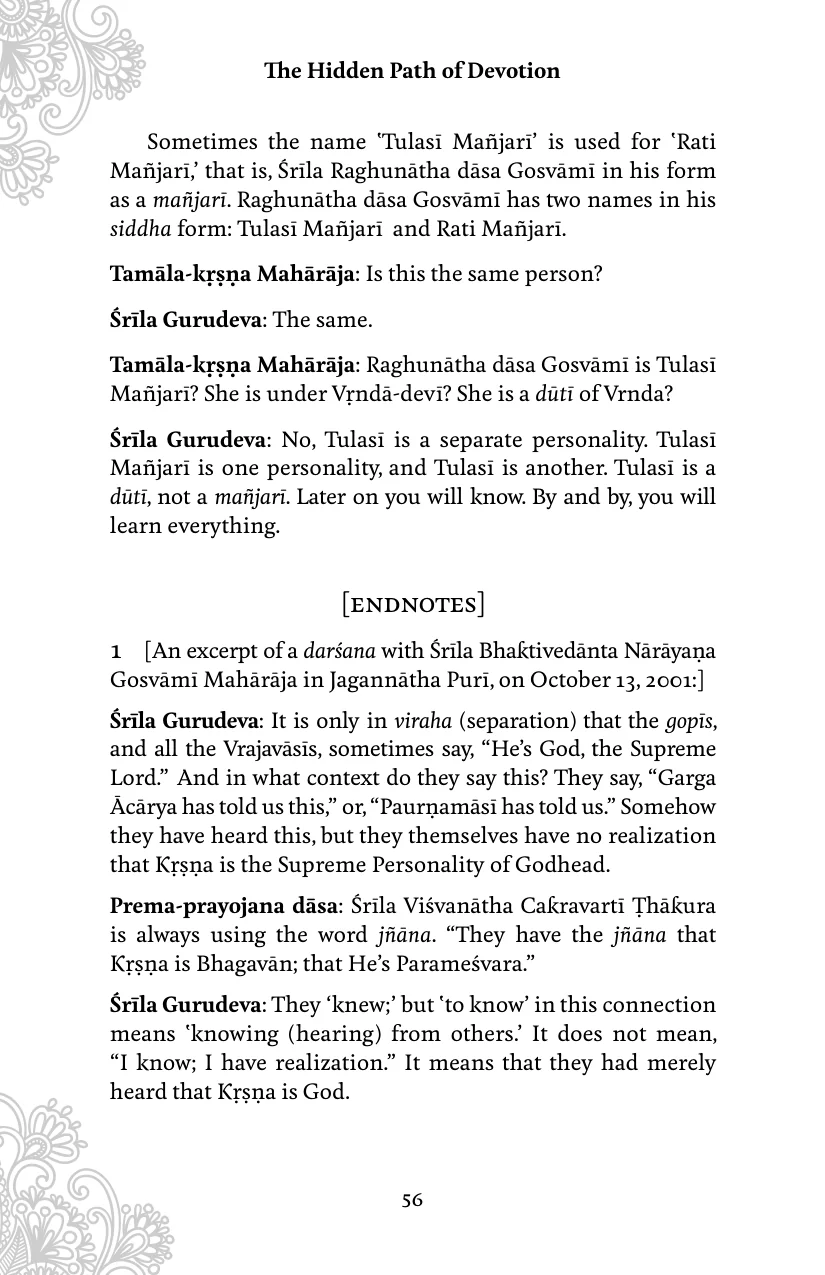 The Hidden Path of Devotion
Sometimes the name ‘Tulasī Mañjarī’ is used for ‘Rati
Mañjarī,’ that is, Śrīla Raghunātha dāsa Gosvāmī in his form
as a mañjarī. Raghunātha dāsa Gosvāmī has two names in his
siddha form: Tulasī Mañjarī and Rati Mañjarī.
Tamāla-kṛṣṇa Mahārāja: Is this the same person?
Śrīla Gurudeva: The same.
Tamāla-kṛṣṇa Mahārāja: Raghunātha dāsa Gosvāmī is Tulasī
Mañjarī? She is under Vṛndā-devī? She is a dūtī of Vrnda?
Śrīla Gurudeva: No, Tulasī is a separate personality. Tulasī
Mañjarī is one personality, and Tulasī is another. Tulasī is a
dūtī, not a mañjarī. Later on you will know. By and by, you will
learn everything.
[ENDNOTES]
1 [An excerpt of a darśana with Śrīla Bhaktivedānta Nārāyaṇa
Gosvāmī Mahārāja in Jagannātha Purī, on October 13, 2001:]
Śrīla Gurudeva: It is only in viraha (separation) that the gopīs,
and all the Vrajavāsīs, sometimes say, “He’s God, the Supreme
Lord.” And in what context do they say this? They say, “Garga
Ācārya has told us this,” or, “Paurṇamāsī has told us.” Somehow
they have heard this, but they themselves have no realization
that Kṛṣṇa is the Supreme Personality of Godhead.
Prema-prayojana dāsa: Śrīla Viśvanātha Cakravartī Ṭhākura
is always using the word jñāna. “They have the jñāna that
Kṛṣṇa is Bhagavān; that He’s Parameśvara.”
Śrīla Gurudeva: They ‘knew;’ but ‘to know’ in this connection
means ‘knowing (hearing) from others.’ It does not mean,
“I know; I have realization.” It means that they had merely
heard that Kṛṣṇa is God.
56